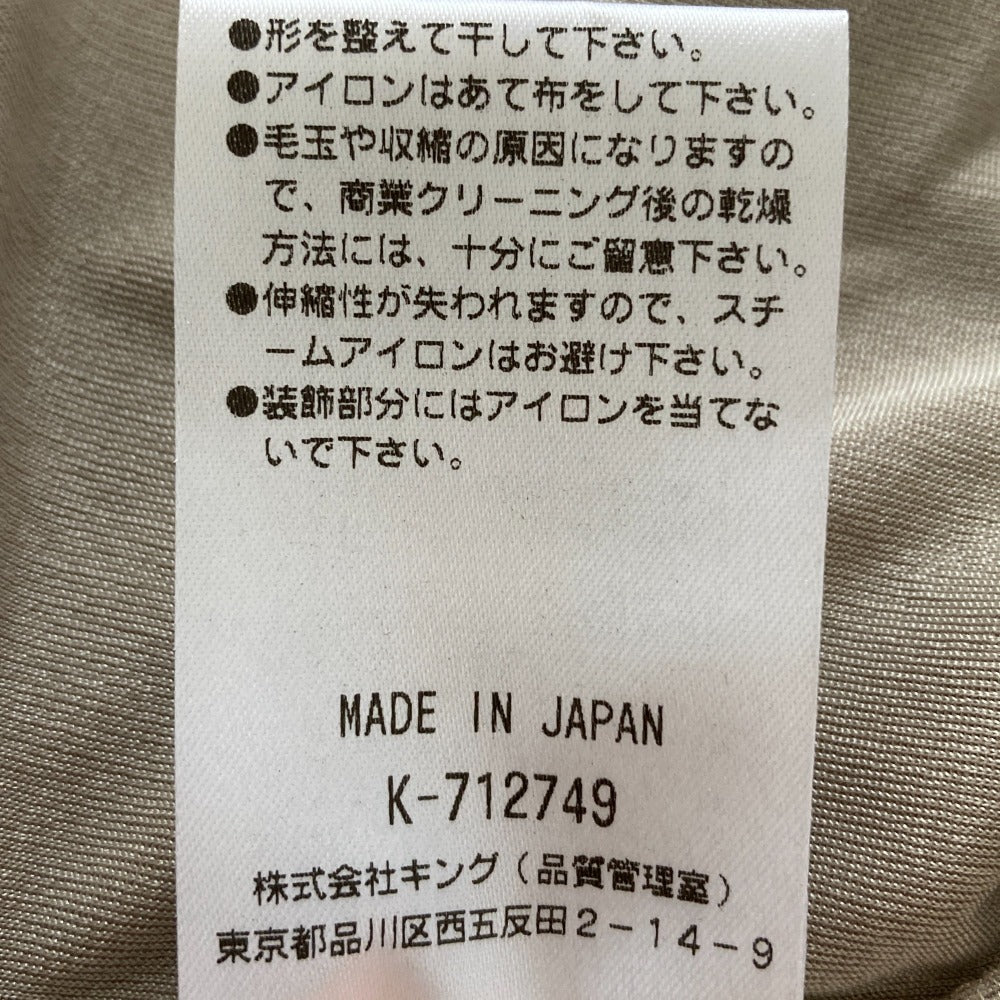 ●形を整えて干して下さい。
●アイロンはあて布をして下さい。
●毛玉や収縮の原因になりますの
で、商業クリーニング後の乾燥
方法には、十分にご留意下さい。
●伸縮性が失われますので、スチ
ームアイロンはお避け下さい。
●装飾部分にはアイロンを当てな
いで下さい。
MADE IN JAPAN
K-712749
株式会社キング(品質管理室)
東京都品川区西五反田2-14-9